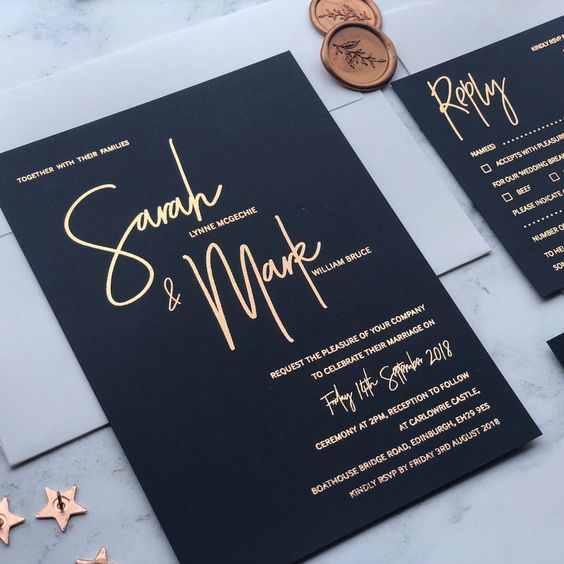 TOGETHER WITH THEIR FAMILIES
Sarah
LYNNE MCGECHIE
& Mark
WILLIAM BRUCE
REQUEST THE PLEASURE OF YOUR COMPANY
TO CELEBRATE THEIR MARRIAGE ON
Friday 14th September 2018
CEREMONY AT 2PM, RECEPTION TO FOLLOW
AT CARLOWRIE CASTLE,
BOATHOUSE BRIDGE ROAD, EDINBURGH, EH29 9ES
KINDLY RSVP BY FRIDAY 3RD AUGUST 2018
KINDLY RSVP
Reply
NAME(S)
ACCEPTS WITH PLEASURE
FOR OUR WEDDING
BEEF
PLEASE INDICATE
NUMBER OF